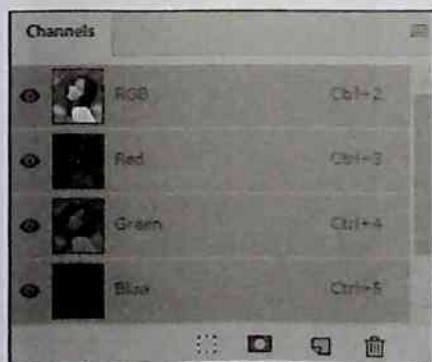 Channels
RGB Ctrl+2
Red Ctrl+3
Green Ctrl+4
Blue Ctrl+5